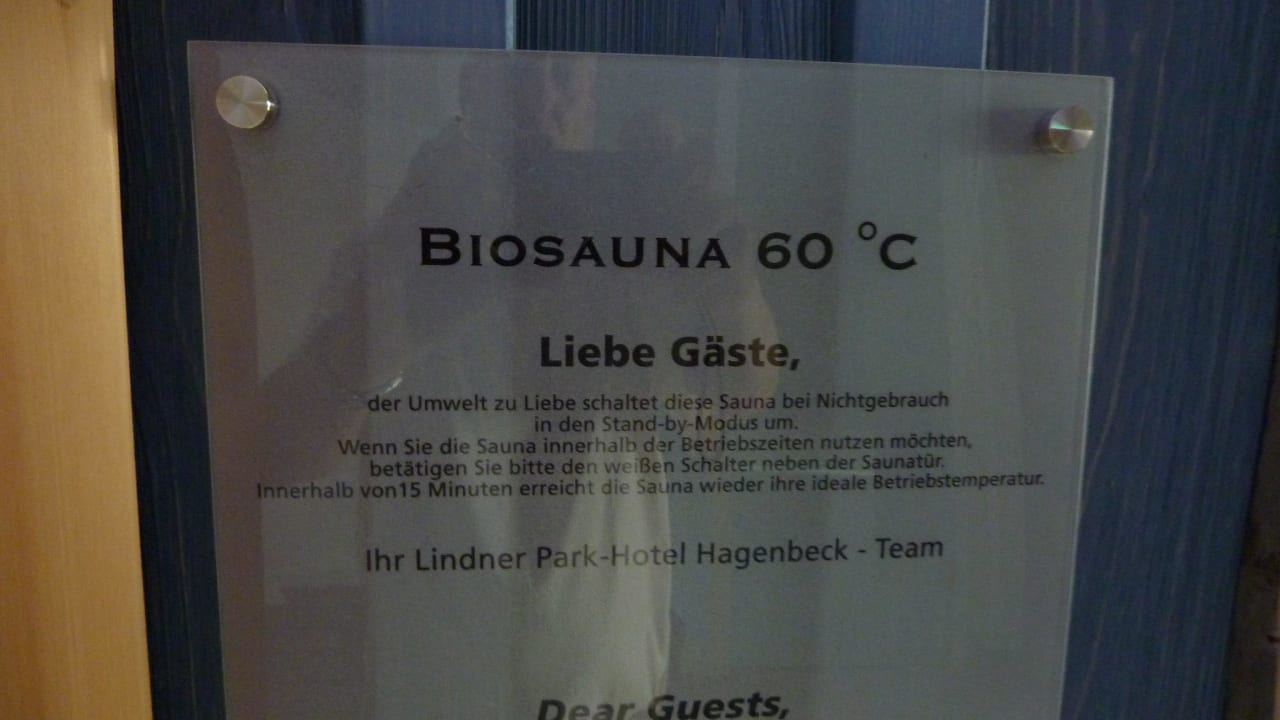 BIOSAUNA 60 °C
Liebe Gäste,
der Umwelt zu Liebe schaltet diese Sauna bei Nichtgebrauch
in den Stand-by-Modus um.
Wenn Sie die Sauna innerhalb der Betriebszeiten nutzen möchten,
betätigen Sie bitte den weißen Schalter neben der Saunatür.
Innerhalb von15 Minuten erreicht die Sauna wieder ihre ideale Betriebstemperatur.
Ihr Lindner Park-Hotel Hagenbeck - Team
Dear Guests,